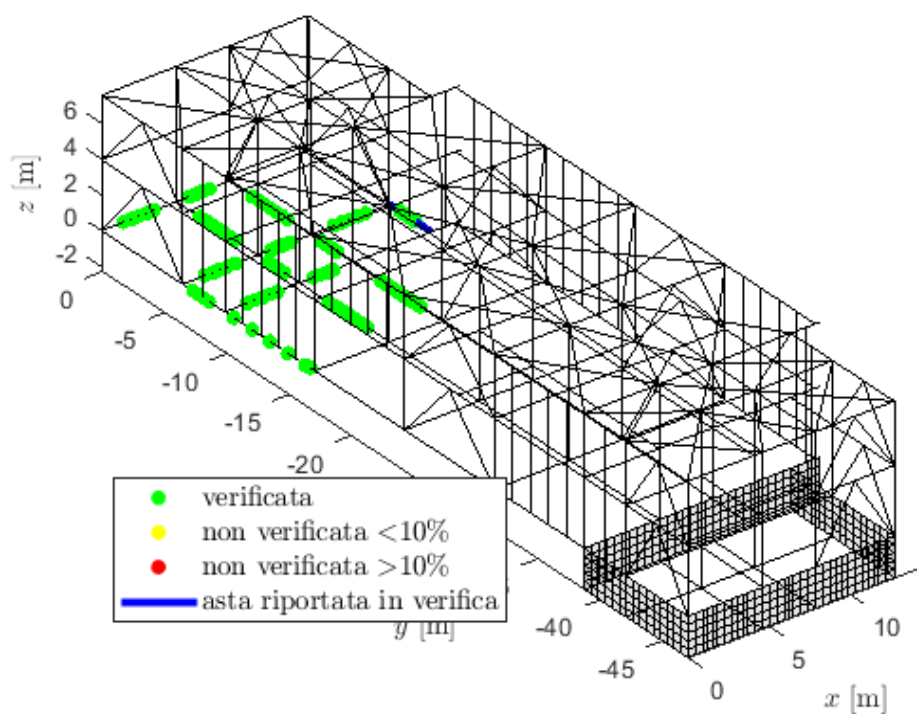 6
4
2
0
-2
z [m]
0
-5
-10
-15
-20
-40
-45
y [m]
0
5
10
x [m]
verificata
non verificata <10%
non verificata >10%
asta riportata in verifica